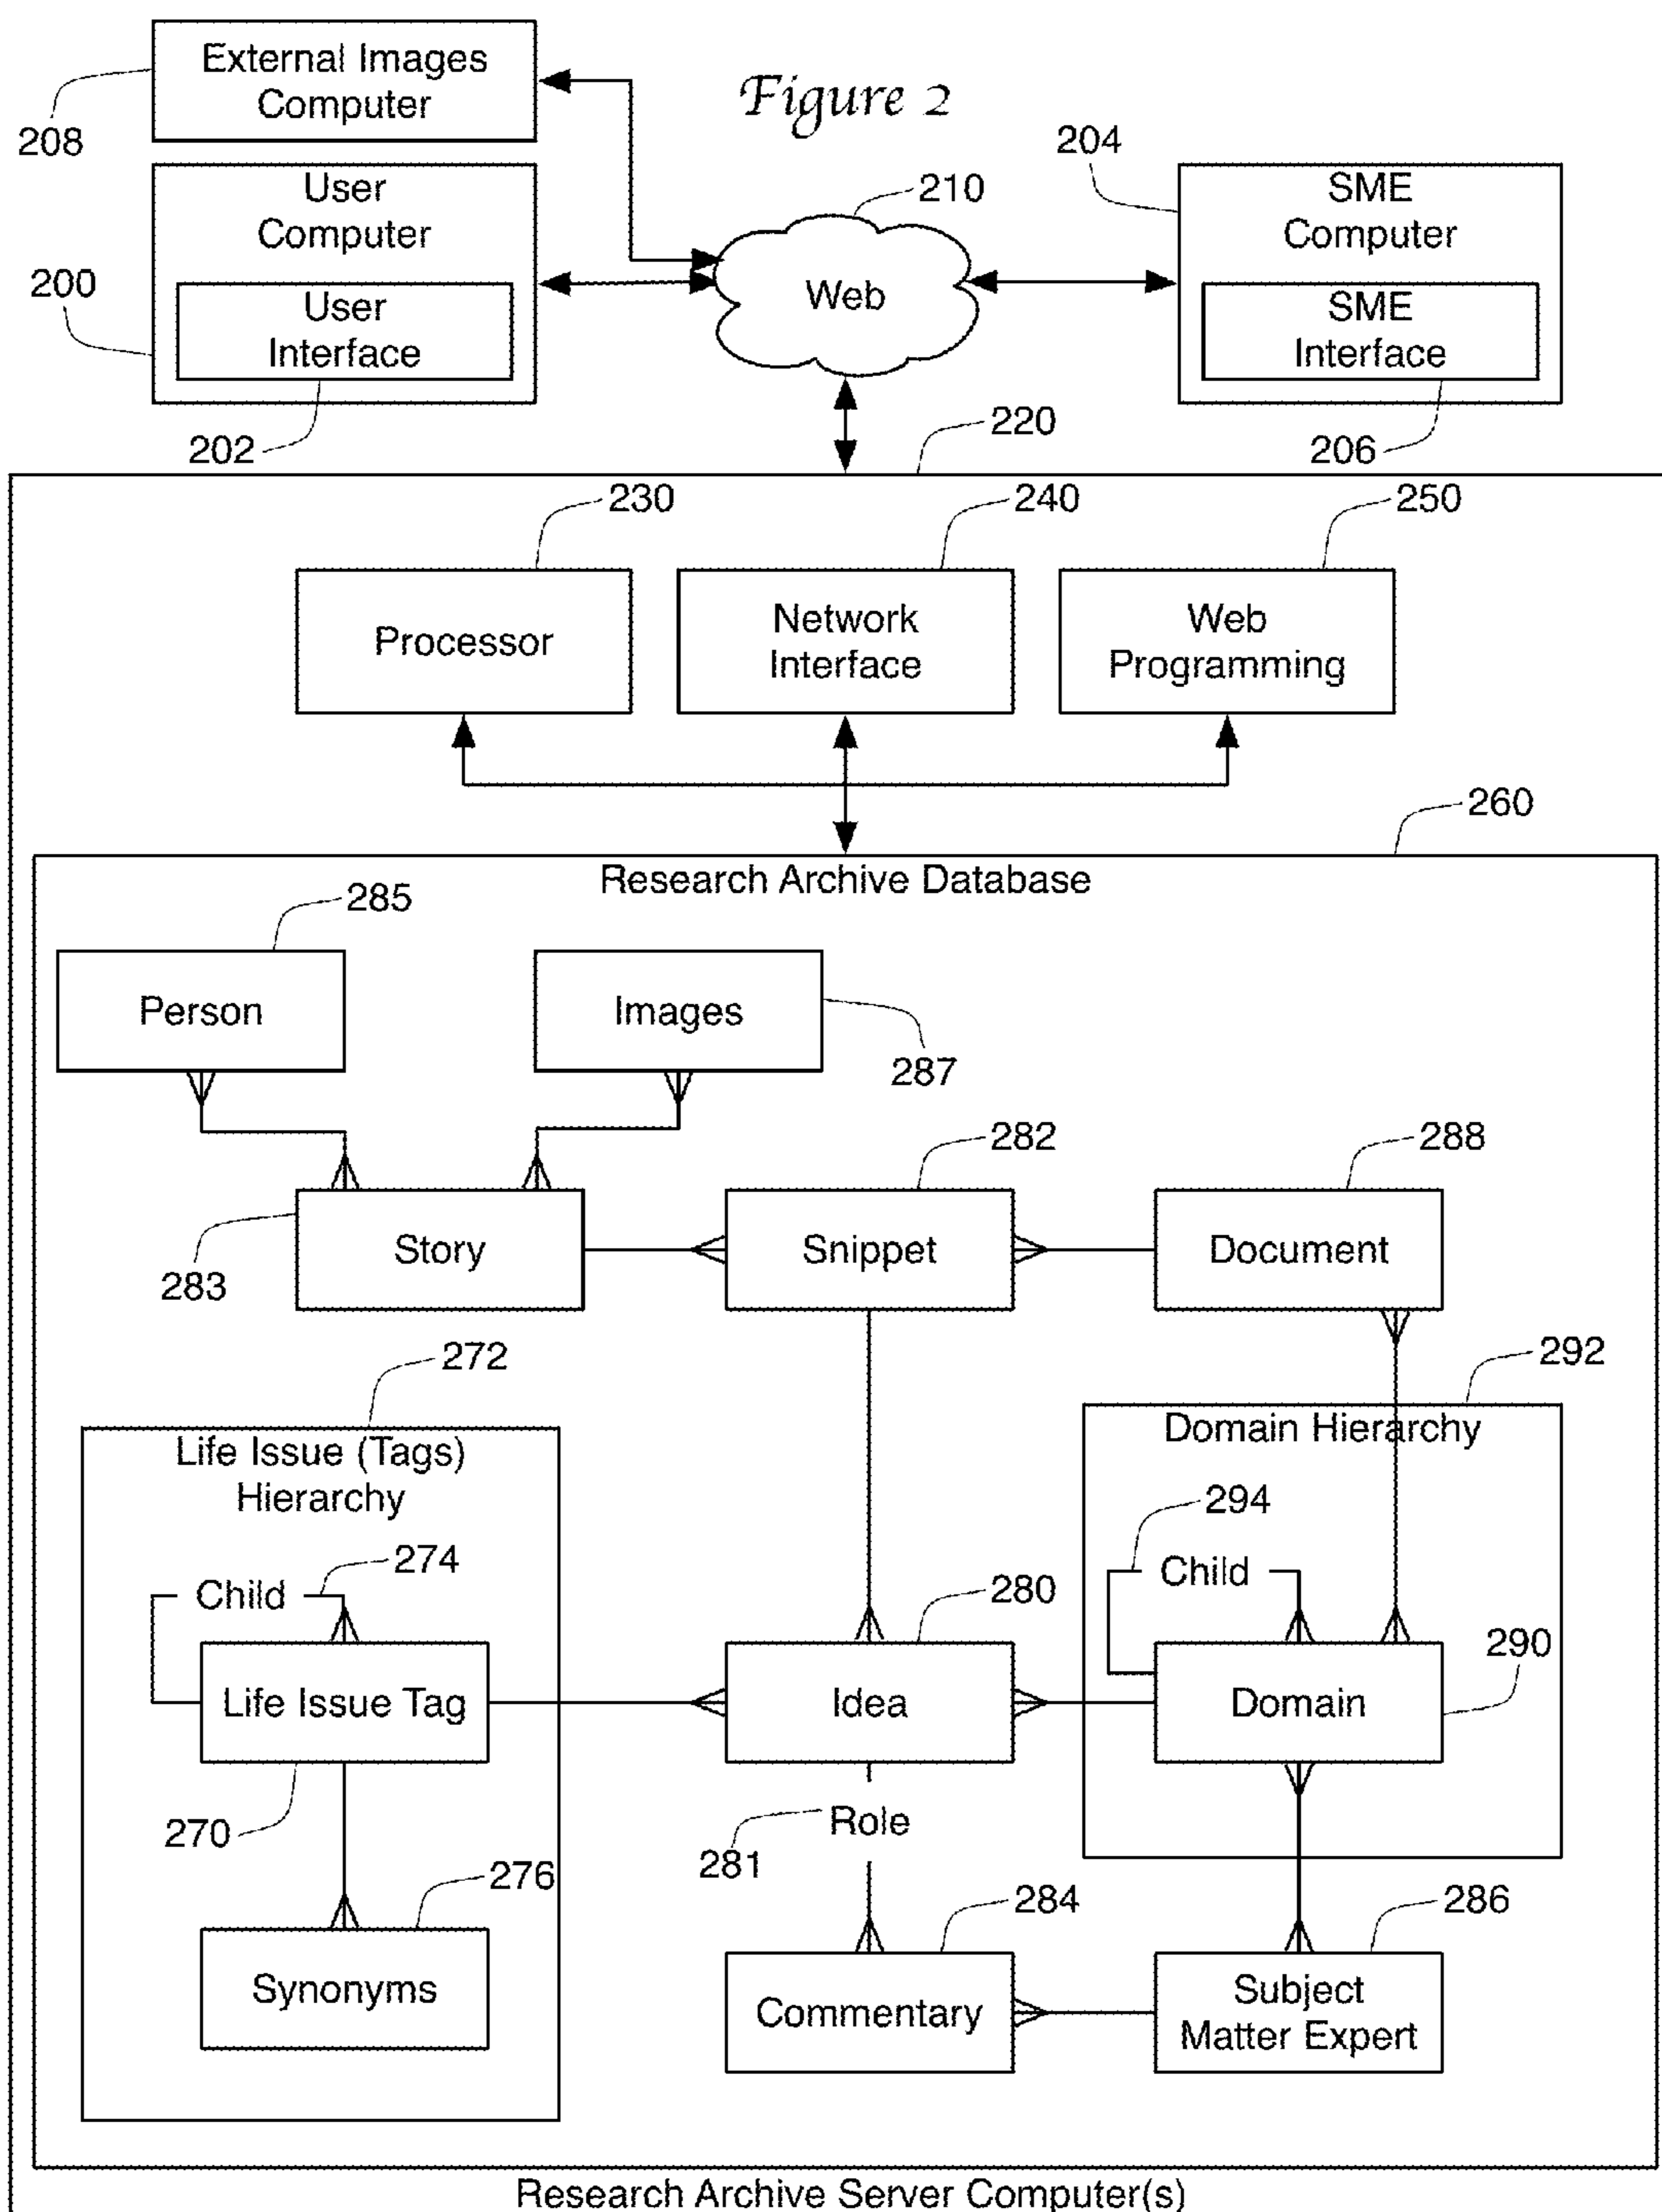 External Images
Computer
208
Figure 2
204
User
Computer
210
SME
Computer
200
User
Interface
Web
SME
Interface
202
220
206
230
240
250
Processor
Network
Interface
Web
Programming
260
Research Archive Database
285
Person
Images
287
282
288
Story
Snippet
Document
283
272
292
Life Issue (Tags)
Hierarchy
Domain Hierarchy
294
274
Child
Child
280
290
Life Issue Tag
Idea
Domain
270
Role
281
276
284
286
Synonyms
Commentary
Subject
Matter Expert
Research Archive Server Computer(s)